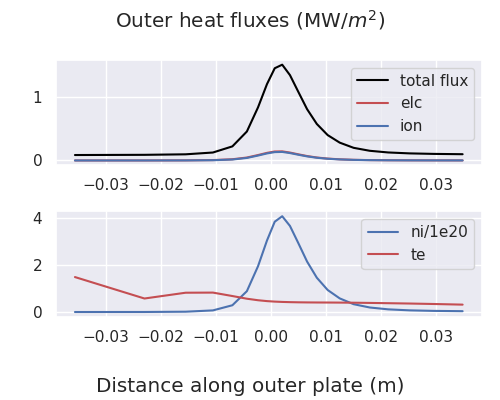 Outer heat fluxes (MW/m²)
total flux
elc
ion
1
0
−0.03 −0.02 −0.01 0.00 0.01 0.02 0.03
ni/1e20
te
4
2
0
−0.03 −0.02 −0.01 0.00 0.01 0.02 0.03
Distance along outer plate (m)